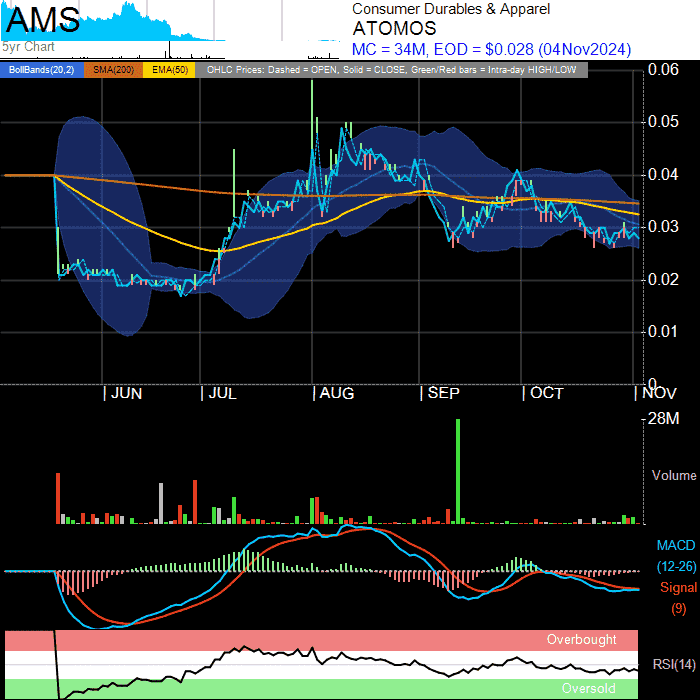 AMS
5yr Chart
Consumer Durables & Apparel
ATOMOS
MC = 34M, EOD = $0.028 (04Nov2024)
BollBands(20,2) SMA(200) EMA(50) OHLC Prices: Dashed = OPEN, Solid = CLOSE, Green/Red bars = Intra-day HIGH/LOW
0.06
0.05
0.04
0.03
0.02
0.01
0
JUN JUL AUG SEP OCT NOV
28M
Volume
MACD
(12-26)
Signal
(9)
Overbought
RSI(14)
Oversold